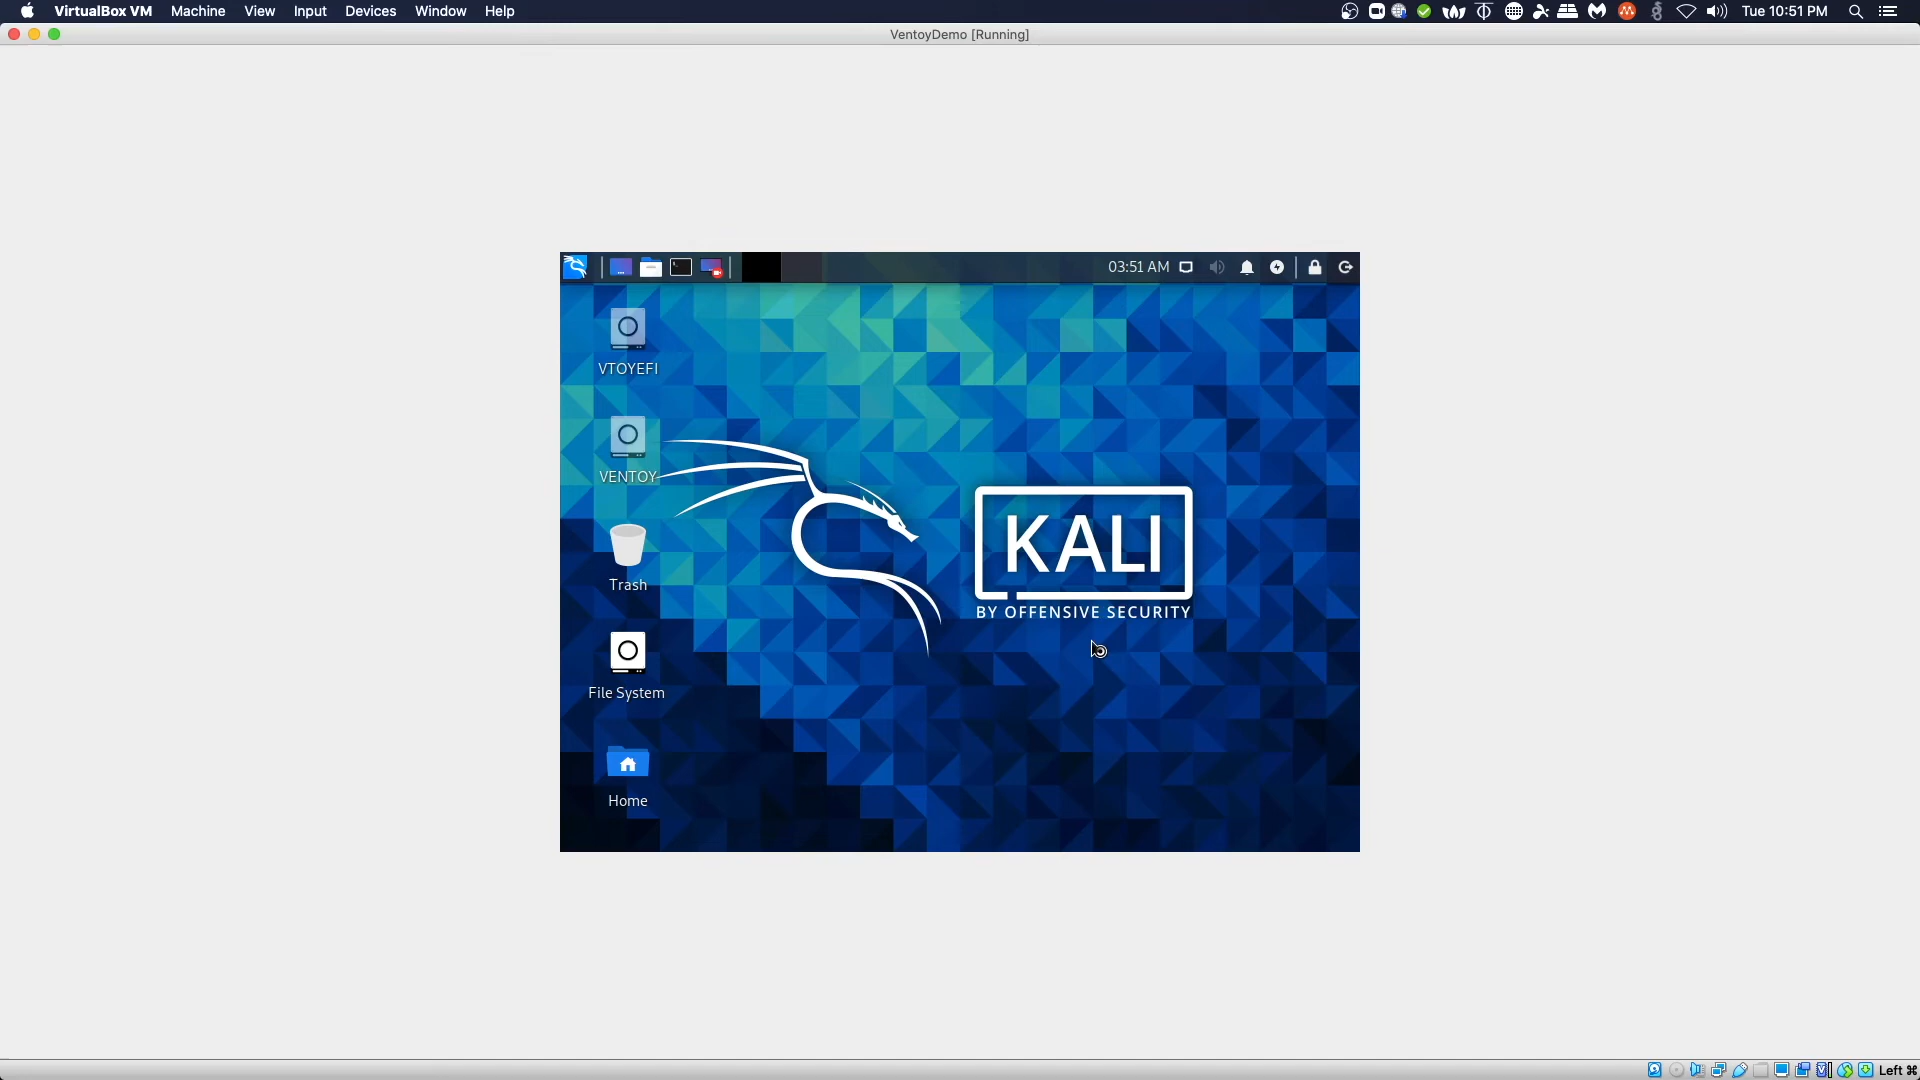 VirtualBox VM Machine View Input Devices Window Help Tue 10:51 PM
VentoyDemo [Running]
03:51 AM
VTOYEFI
VENTOY
Trash
File System
Home
KALI
BY OFFENSIVE SECURITY
Left ⌘